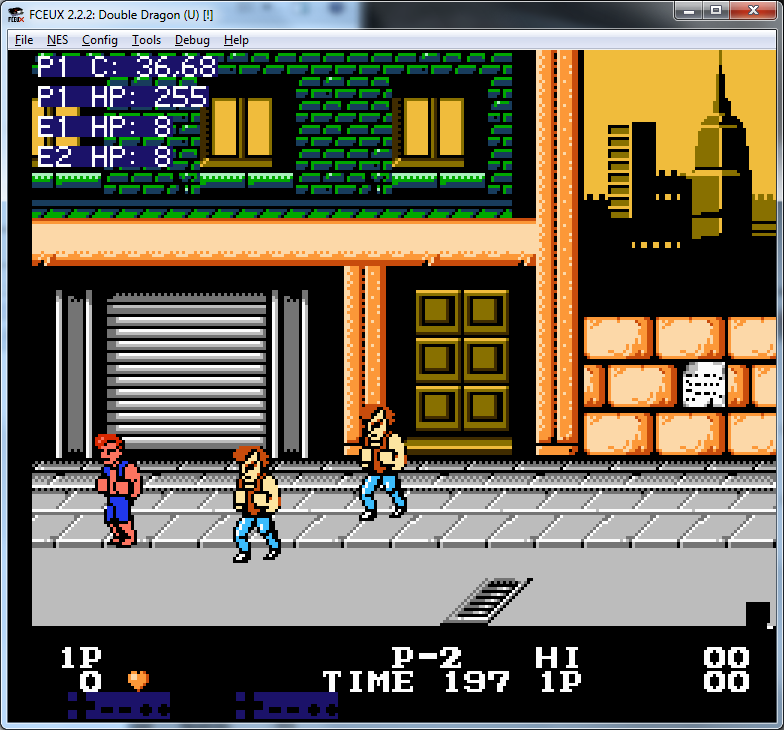 FCEUX 2.2.2: Double Dragon (U) [!]
File NES Config Tools Debug Help
P1 C: 36,68
P1 HP: 255
E1 HP: 8
E2 HP: 8
1P P-2 HI 00
0 TIME 197 1P 00